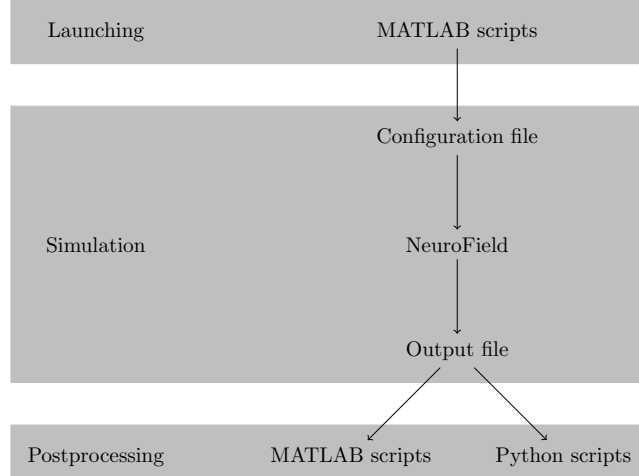 Launching
MATLAB scripts
Configuration file
Simulation
NeuroField
Output file
Postprocessing
MATLAB scripts
Python scripts